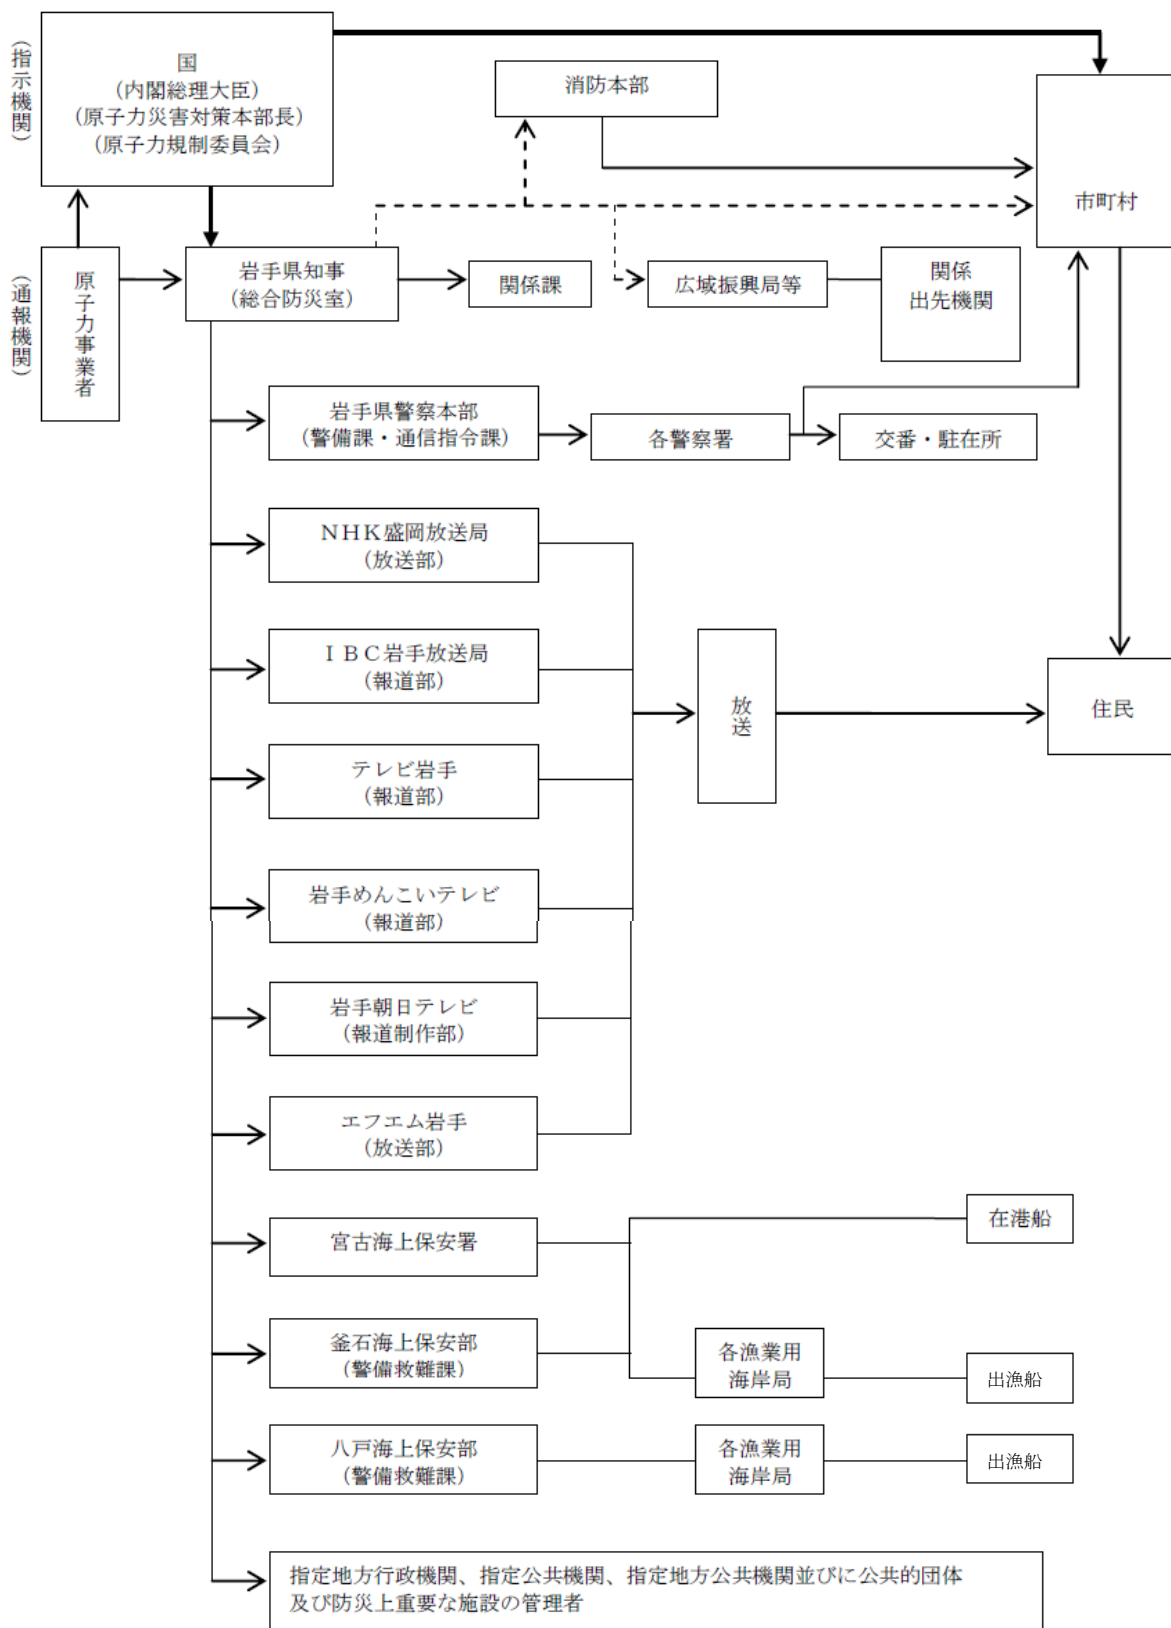 （指示機関）
国
（内閣総理大臣）
（原子力災害対策本部長）
（原子力規制委員会）
消防本部
市町村
（通報機関）
原子力事業者
岩手県知事
（総合防災室）
関係課
広域振興局等
関係
出先機関
岩手県警察本部
（警備課・通信指令課）
各警察署
交番・駐在所
ＮＨＫ盛岡放送局
（放送部）
ＩＢＣ岩手放送局
（報道部）
テレビ岩手
（報道部）
放送
住民
岩手めんこいテレビ
（報道部）
岩手朝日テレビ
（報道制作部）
エフエム岩手
（放送部）
宮古海上保安署
在港船
釜石海上保安部
（警備救難課）
各漁業用
海岸局
出漁船
八戸海上保安部
（警備救難課）
各漁業用
海岸局
出漁船
指定地方行政機関、指定公共機関、指定地方公共機関並びに公共的団体
及び防災上重要な施設の管理者